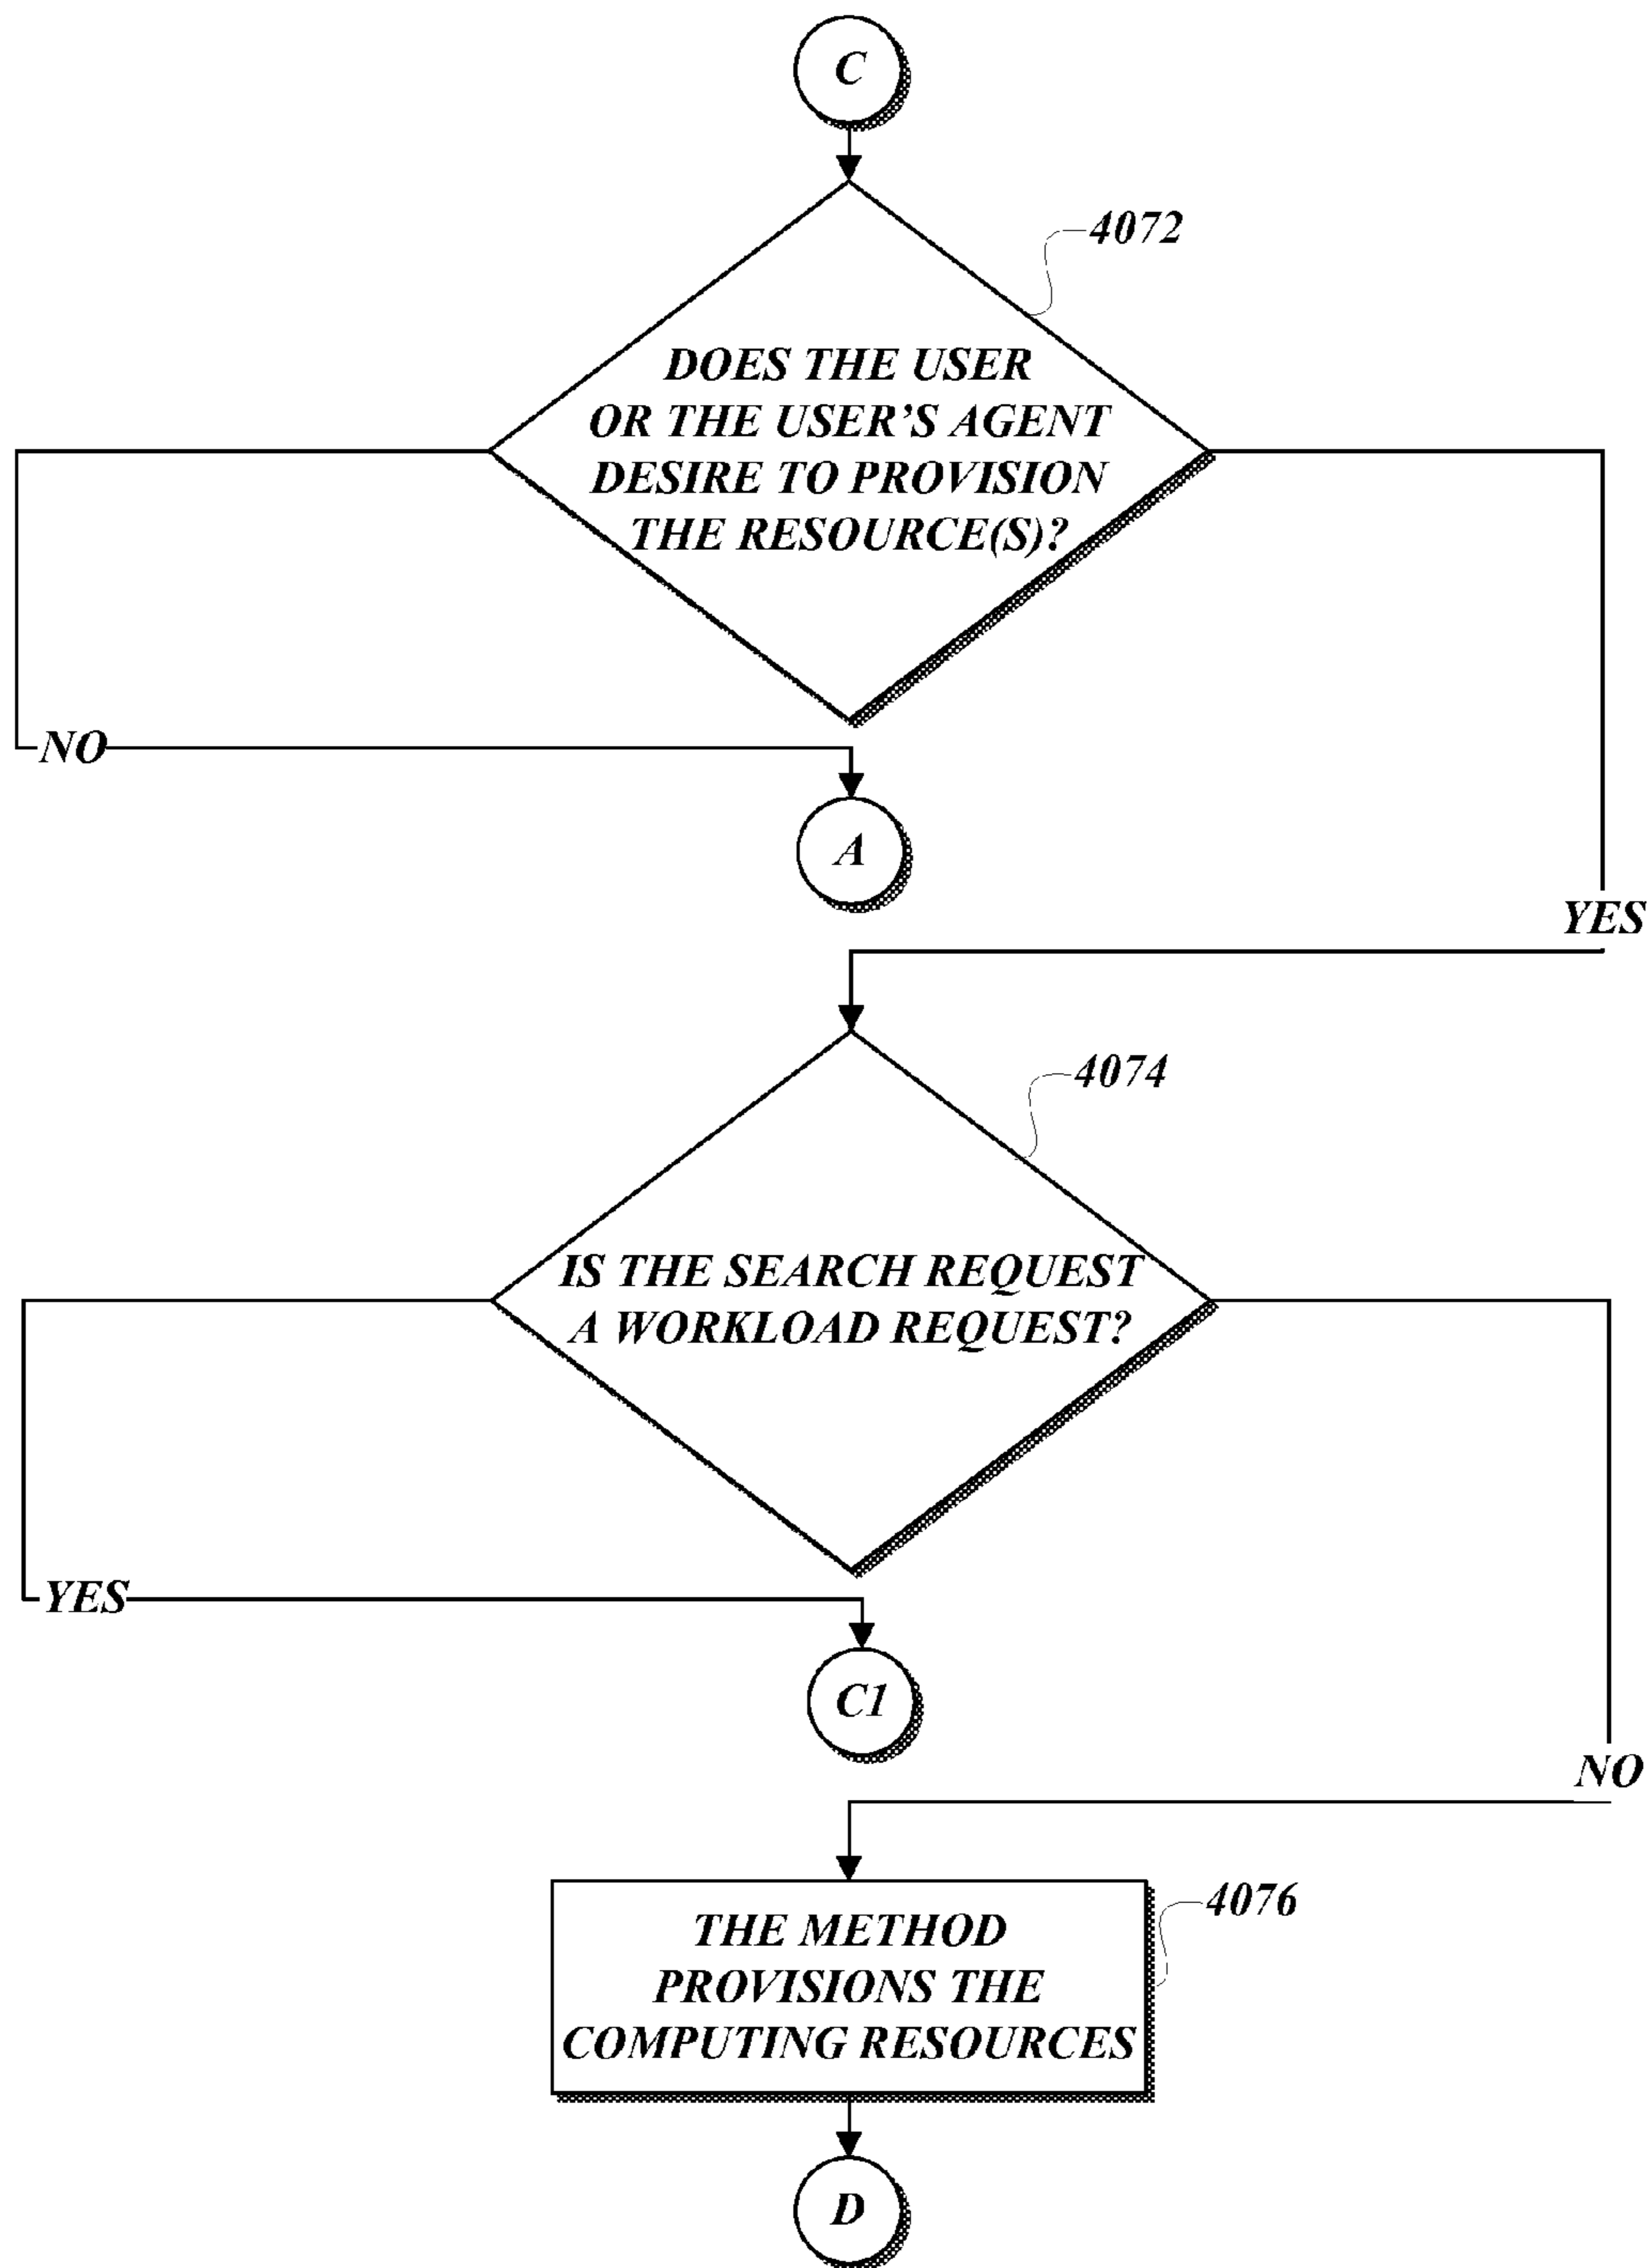 C
4072
DOES THE USER
OR THE USER’S AGENT
DESIRE TO PROVISION
THE RESOURCE(S)?
NO
A
YES
4074
IS THE SEARCH REQUEST
A WORKLOAD REQUEST?
YES
C1
NO
4076
THE METHOD
PROVISIONS THE
COMPUTING RESOURCES
D